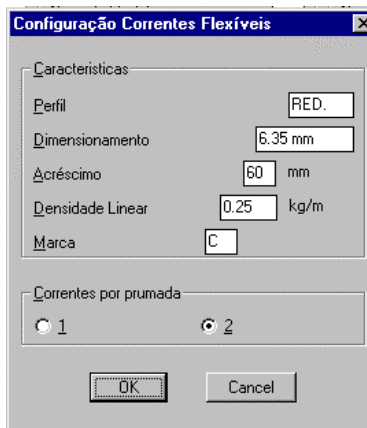 Configuração Correntes Flexíveis
Caracteristicas
Perfil RED.
Dimensionamento 6.35 mm
Acréscimo 60 mm
Densidade Linear 0.25 kg/m
Marca C
Correntes por prumada
1 2
OK Cancel